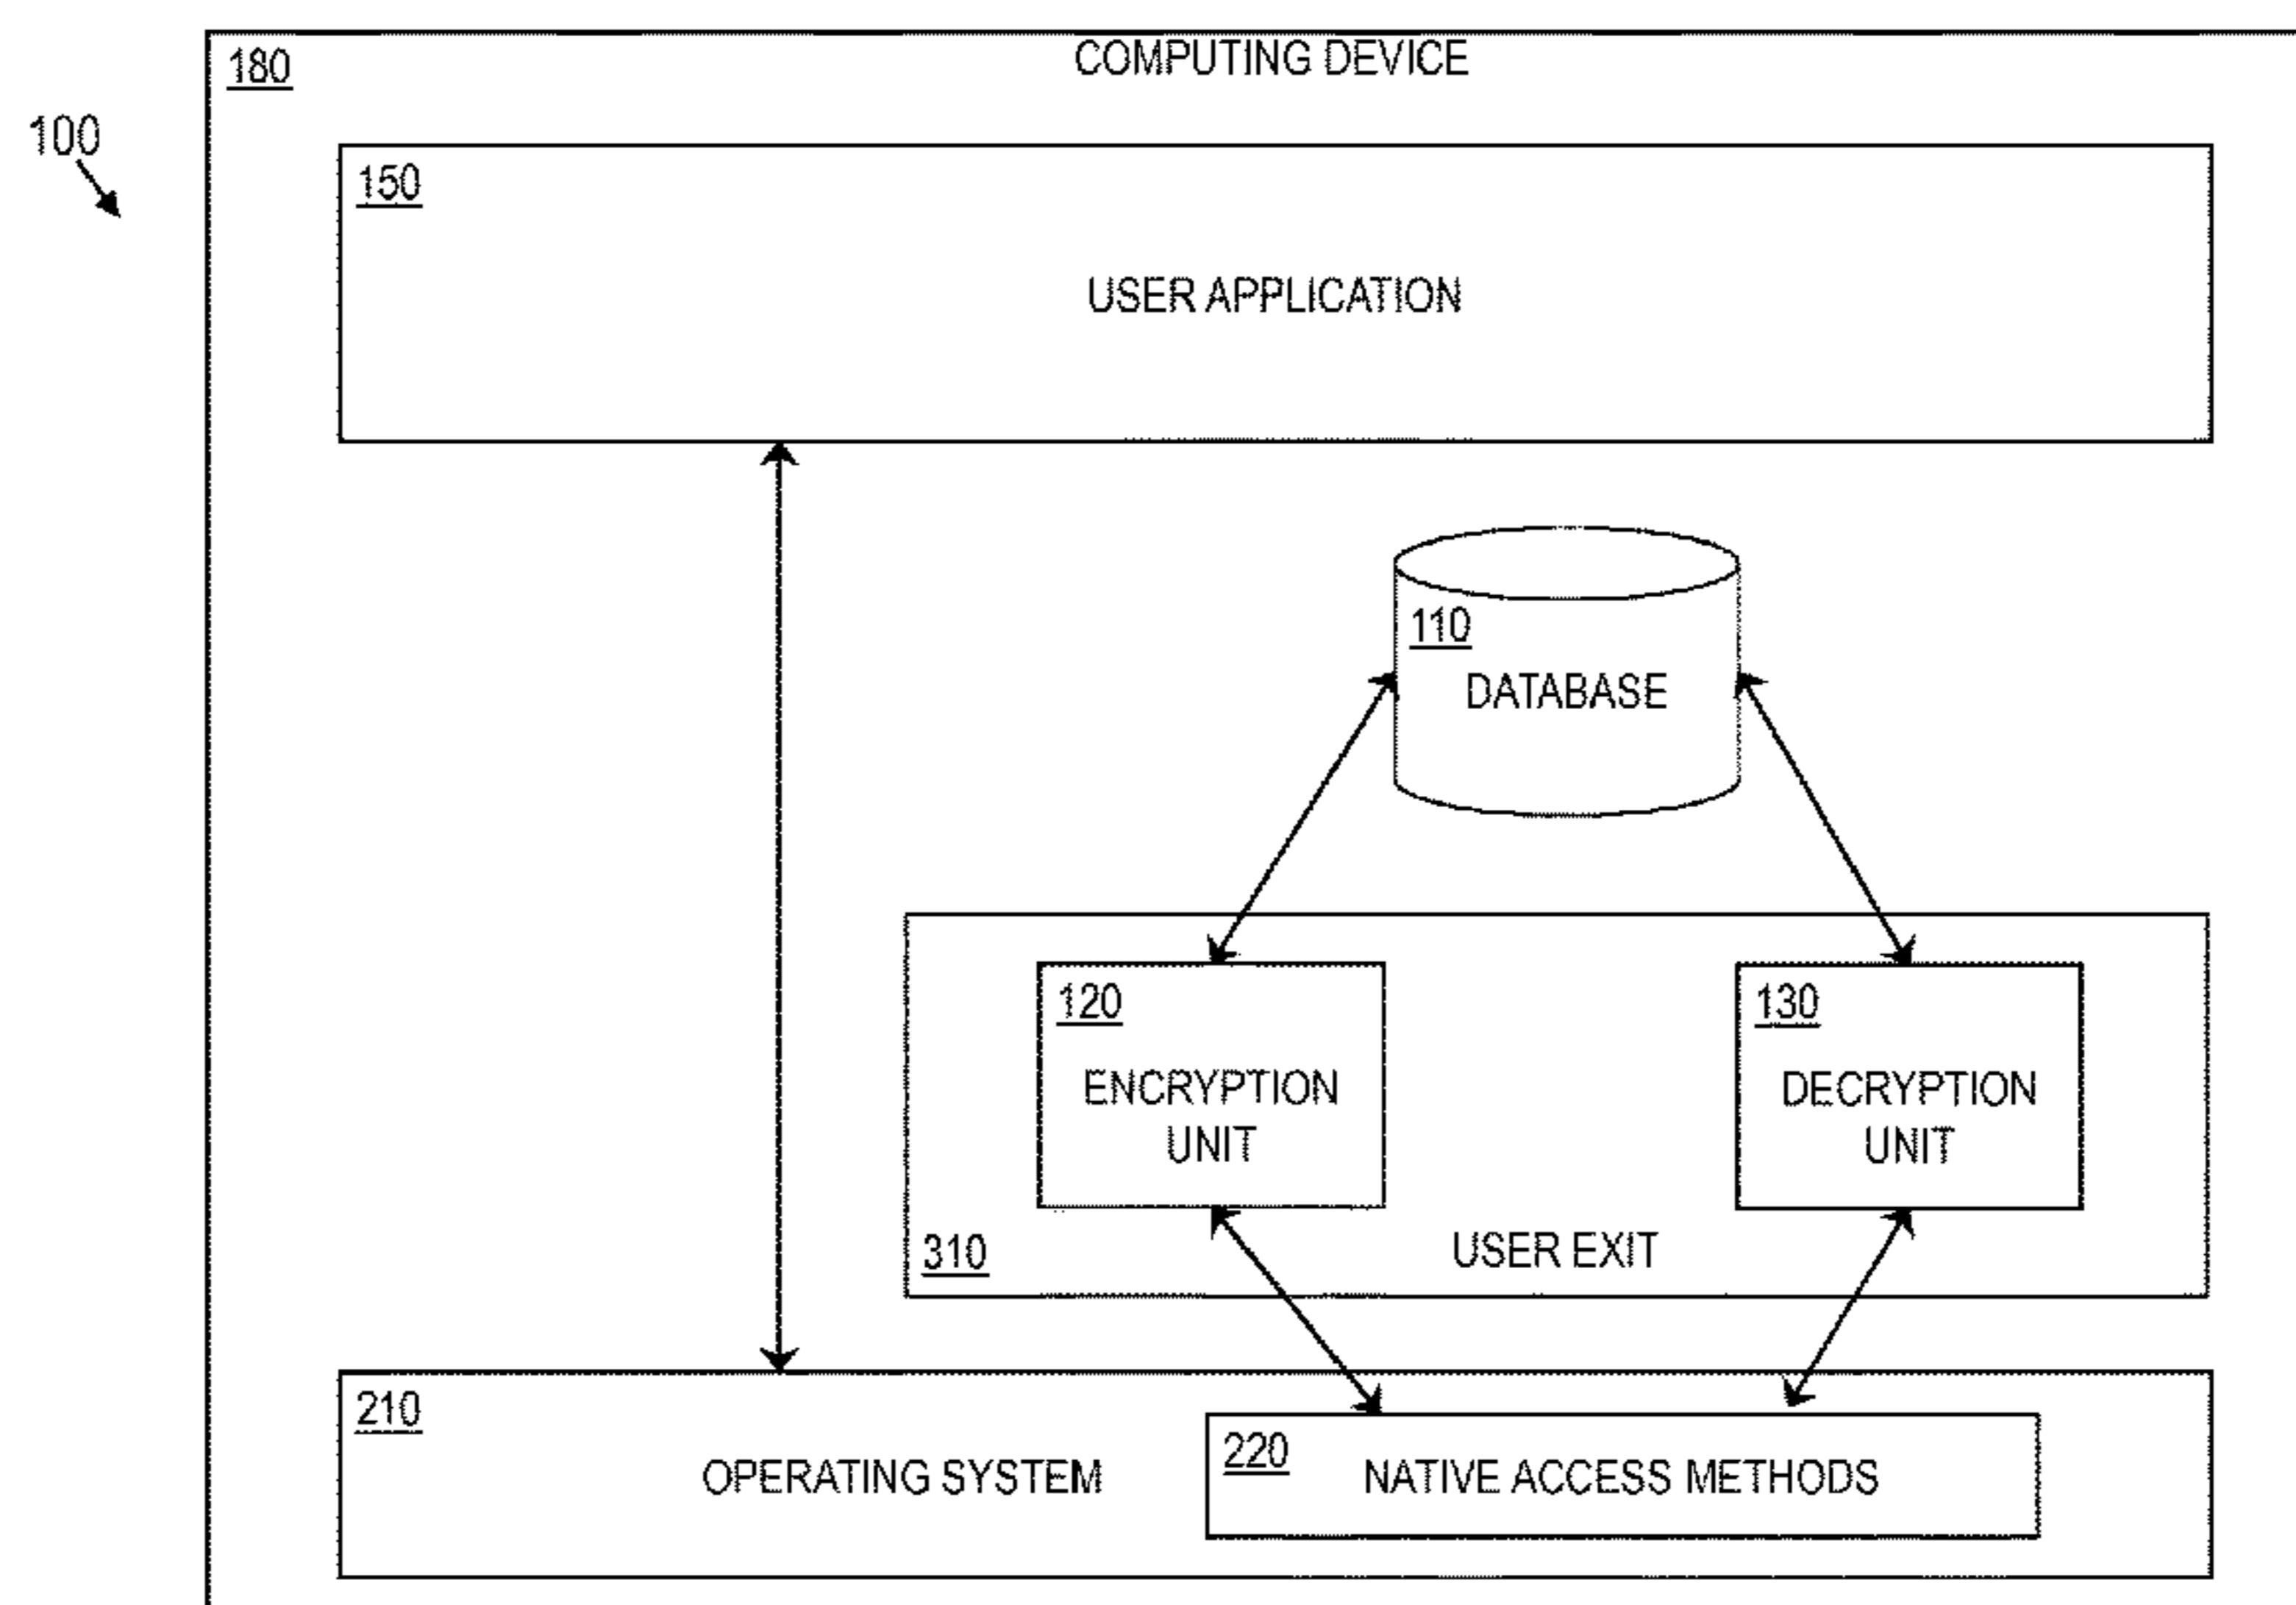 COMPUTING DEVICE
180
100
150
USER APPLICATION
110
DATABASE
120
ENCRYPTION
UNIT
130
DECRYPTION
UNIT
310
USER EXIT
210
OPERATING SYSTEM
220
NATIVE ACCESS METHODS